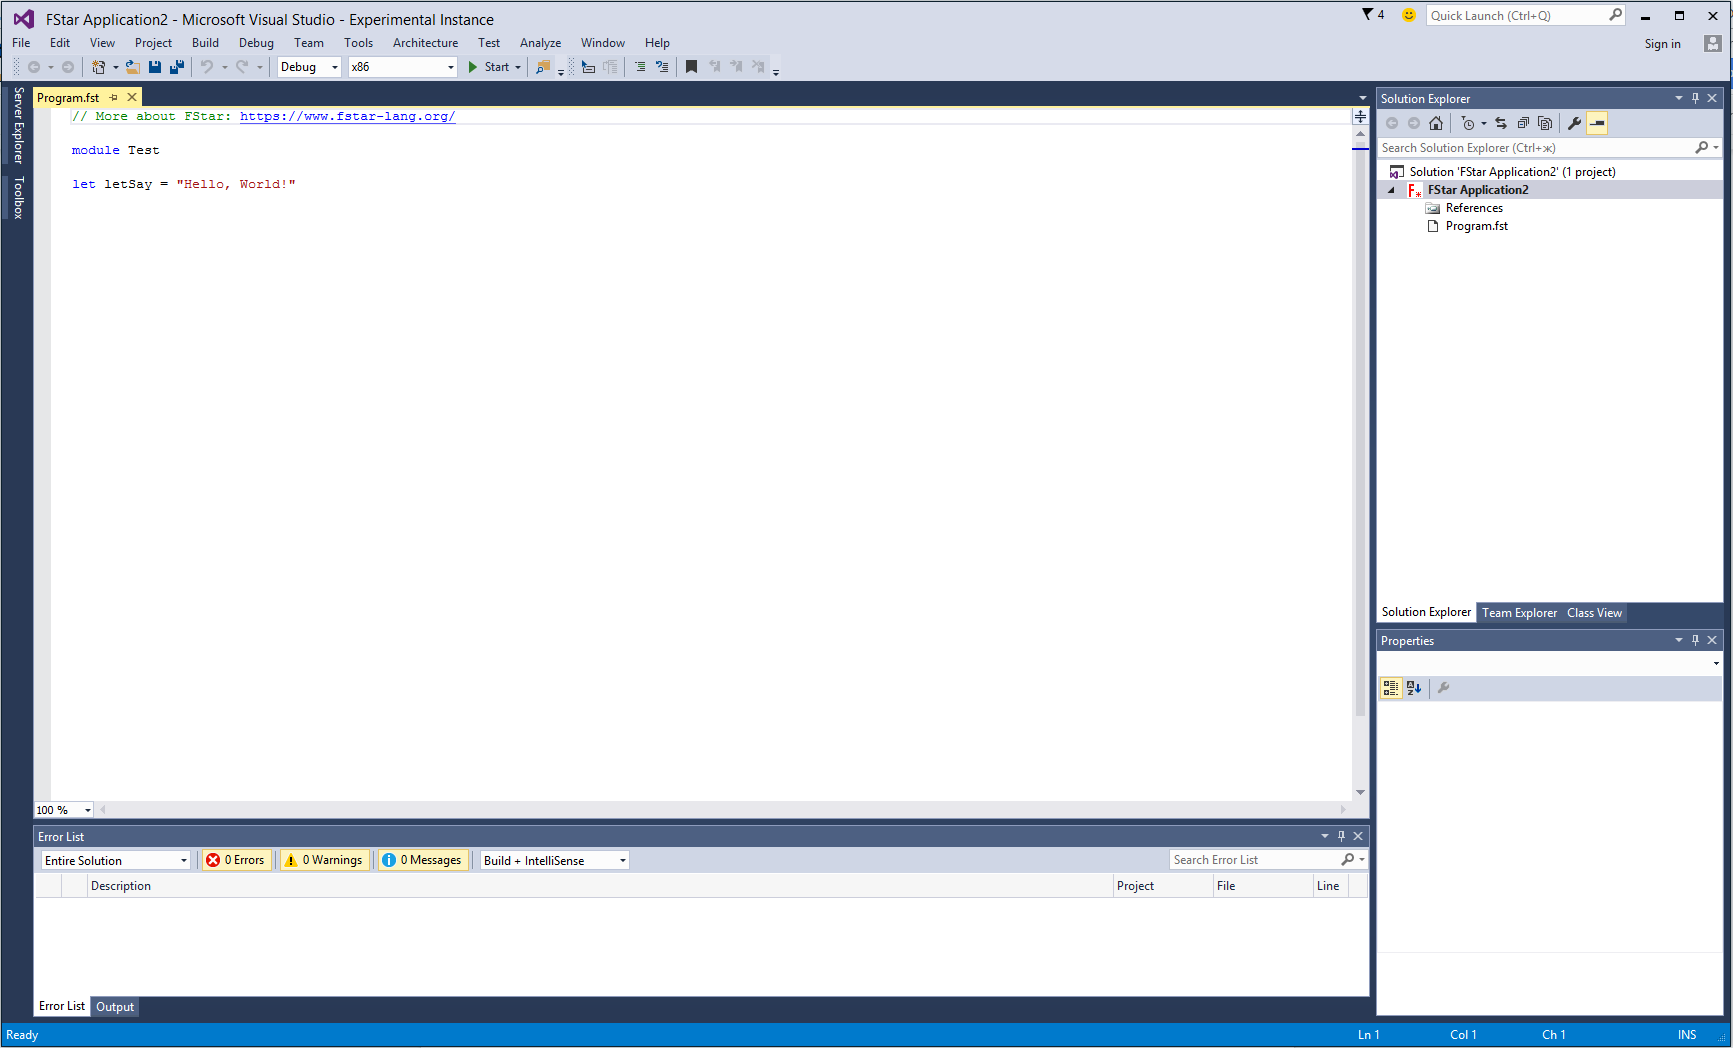 FStar Application2 - Microsoft Visual Studio - Experimental Instance
4
Quick Launch (Ctrl+Q)
File Edit View Project Build Debug Team Tools Architecture Test Analyze Window Help
Sign in
Debug x86 Start
Server Explorer
Toolbox
Program.fst
// More about FStar: https://www.fstar-lang.org/
module Test
let letSay = "Hello, World!"
100 %
Solution Explorer
Search Solution Explorer (Ctrl+ж)
Solution 'FStar Application2' (1 project)
FStar Application2
References
Program.fst
Solution Explorer Team Explorer Class View
Properties
Error List
Entire Solution 0 Errors 0 Warnings 0 Messages Build + IntelliSense Search Error List
Description Project File Line
Error List Output
Ready Ln 1 Col 1 Ch 1 INS